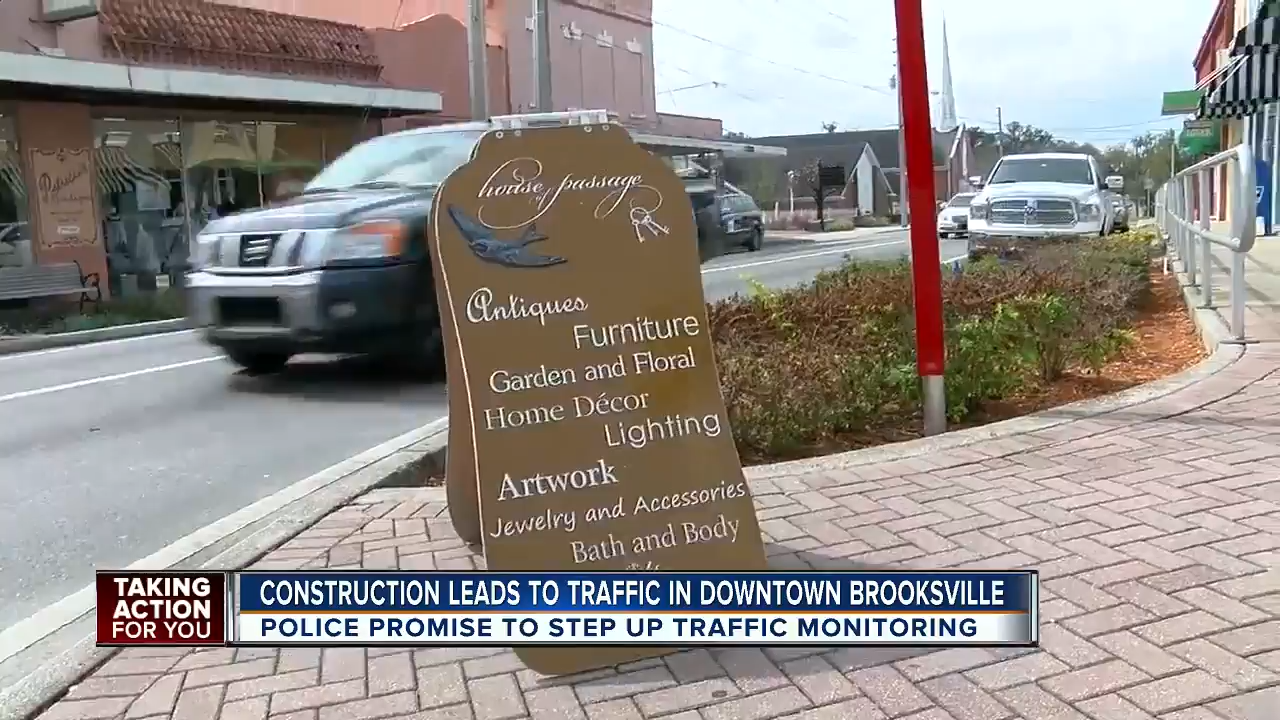 house of passage
Antiques
Furniture
Garden and Floral
Home Décor
Lighting
Artwork
Jewelry and Accessories
Bath and Body
TAKING
ACTION
FOR YOU
CONSTRUCTION LEADS TO TRAFFIC IN DOWNTOWN BROOKSVILLE
POLICE PROMISE TO STEP UP TRAFFIC MONITORING